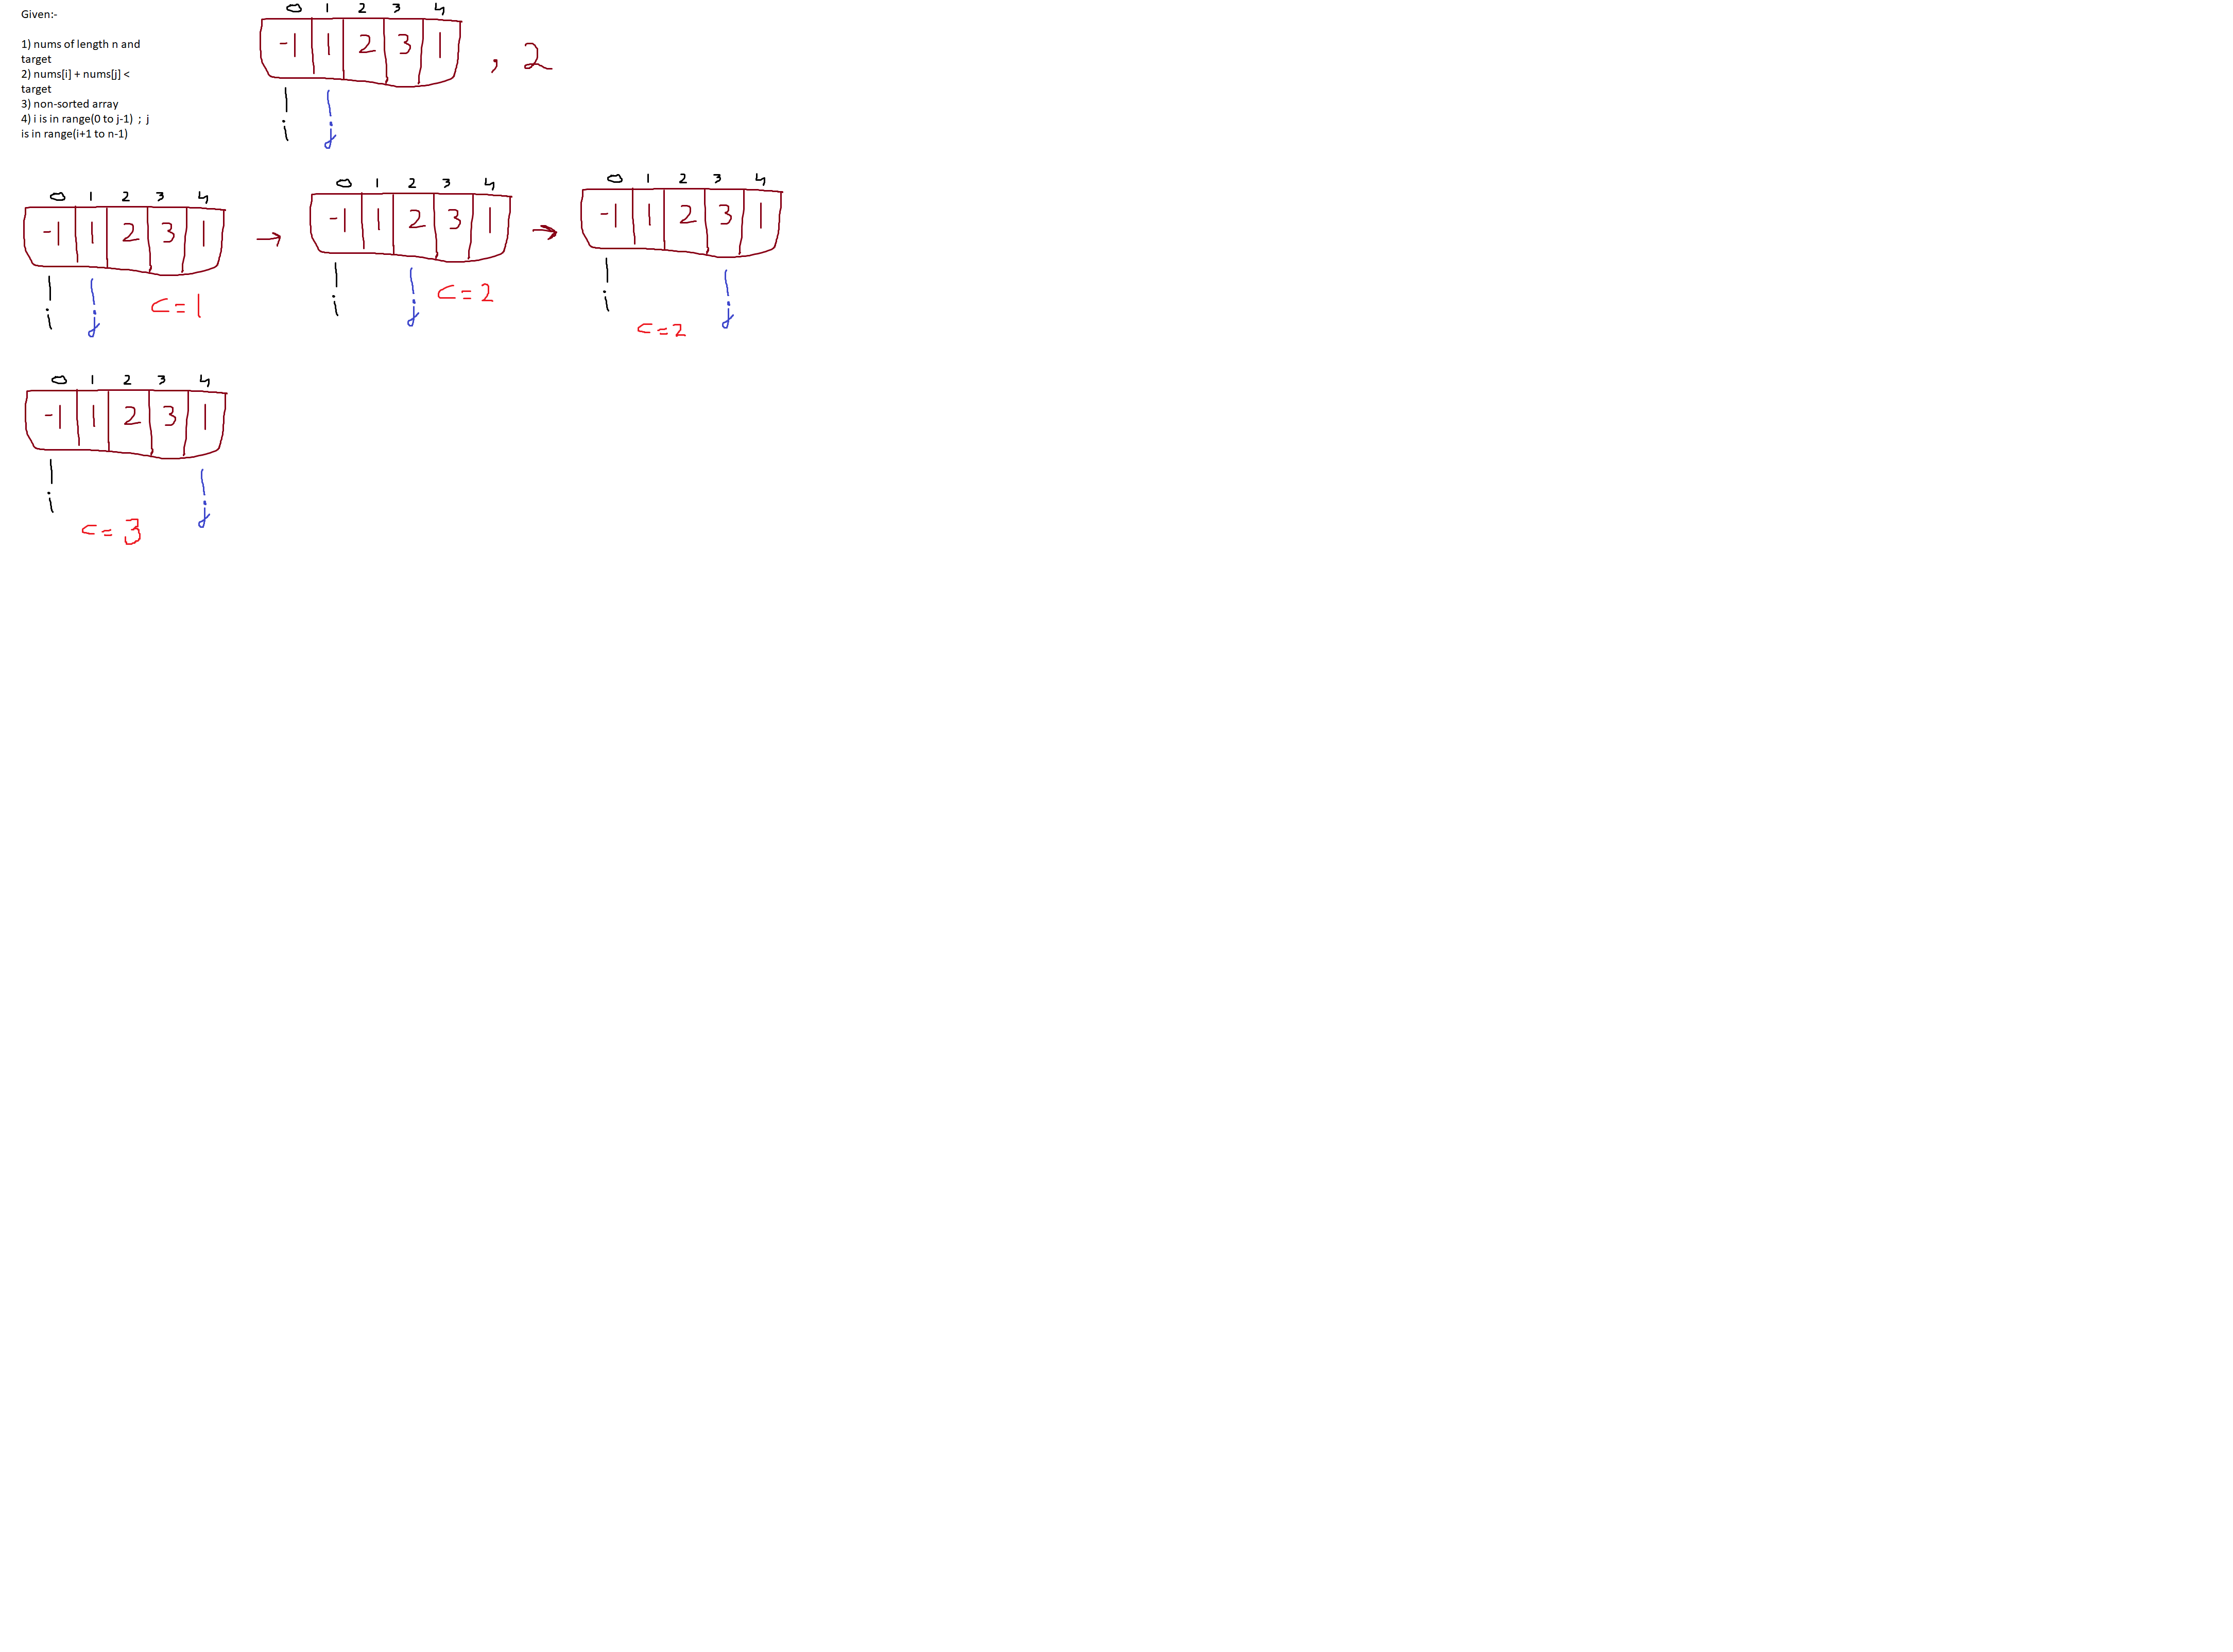 Given:-
1) nums of length n and
target
2) nums[i] + nums[j] <
target
3) non-sorted array
4) i is in range(0 to j-1) ; j
is in range(i+1 to n-1)
0 1 2 3 4
-1 1 2 3 1 , 2
i j
0 1 2 3 4
-1 1 2 3 1 →
i j c=1
0 1 2 3 4
-1 1 2 3 1 →
i j c=2
0 1 2 3 4
-1 1 2 3 1
i j
c=2
0 1 2 3 4
-1 1 2 3 1
i j
c=3